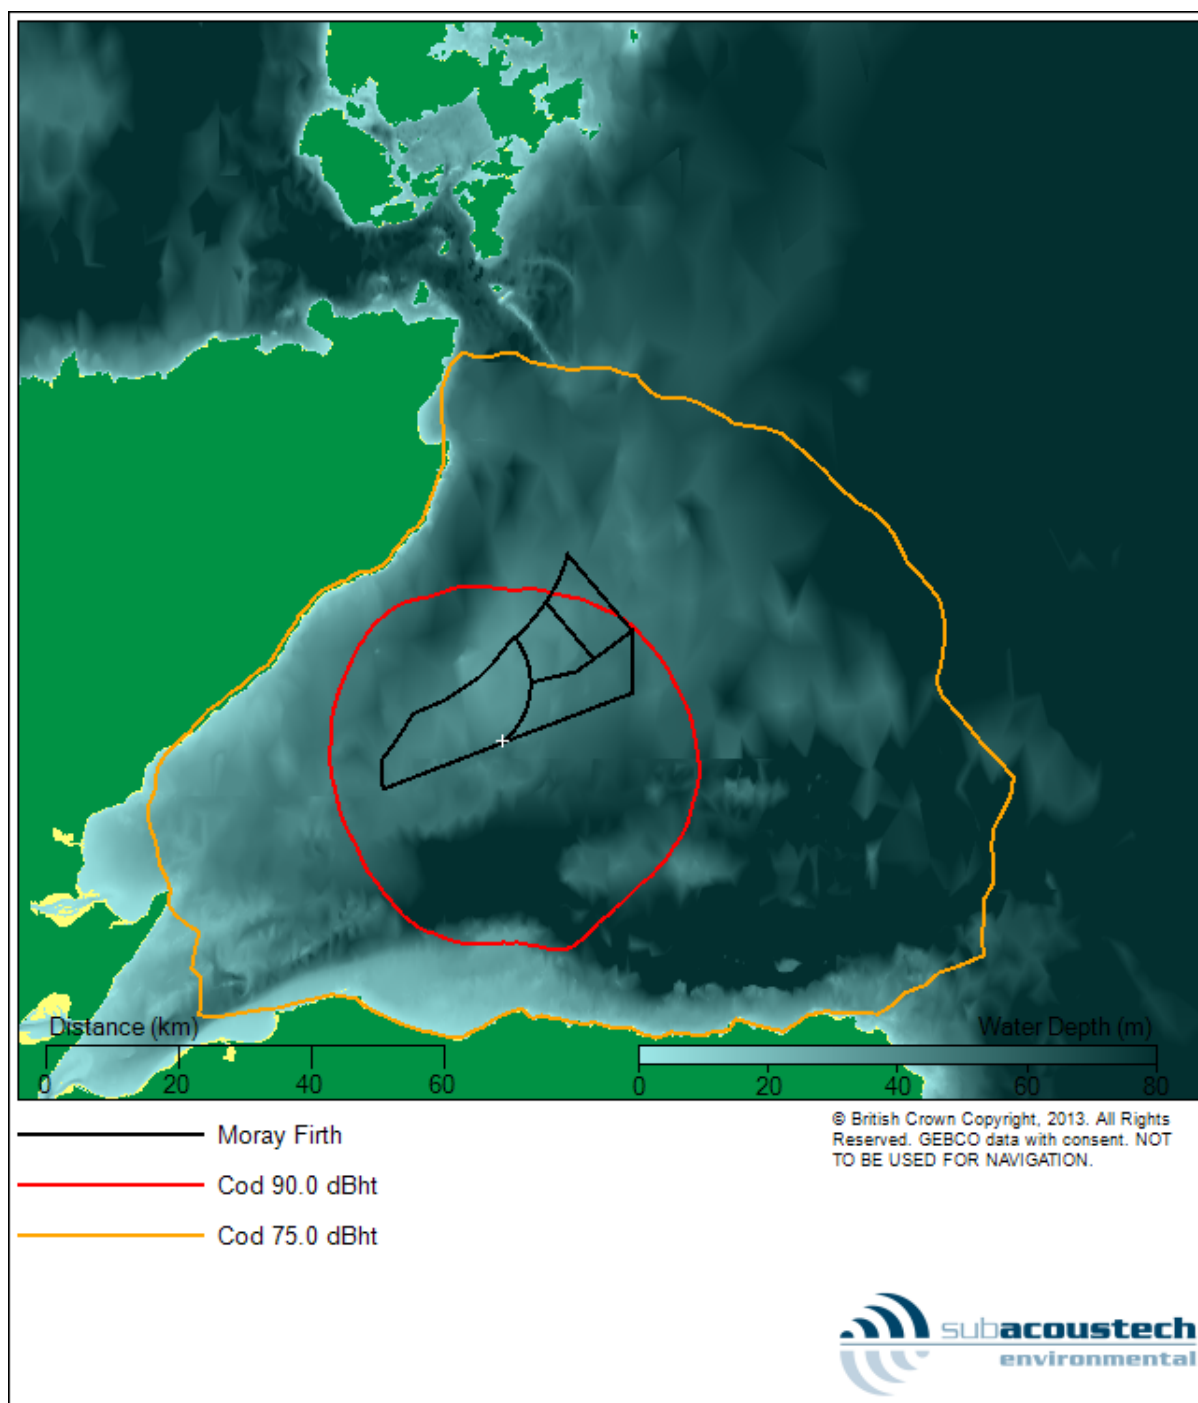 Distance (km)
0 20 40 60
Water Depth (m)
0 20 40 60 80
Moray Firth
Cod 90.0 dBht
Cod 75.0 dBht
© British Crown Copyright, 2013. All Rights
Reserved. GEBCO data with consent. NOT
TO BE USED FOR NAVIGATION.
subacoustech
environmental